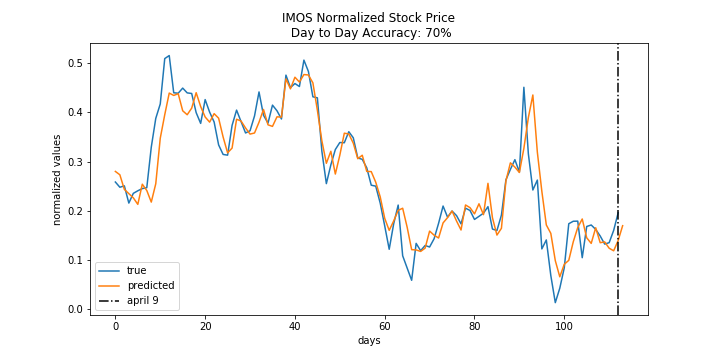 IMOS Normalized Stock Price
Day to Day Accuracy: 70%
normalized values
0.5
0.4
0.3
0.2
0.1
0.0
true
predicted
april 9
0
20
40
60
80
100
days